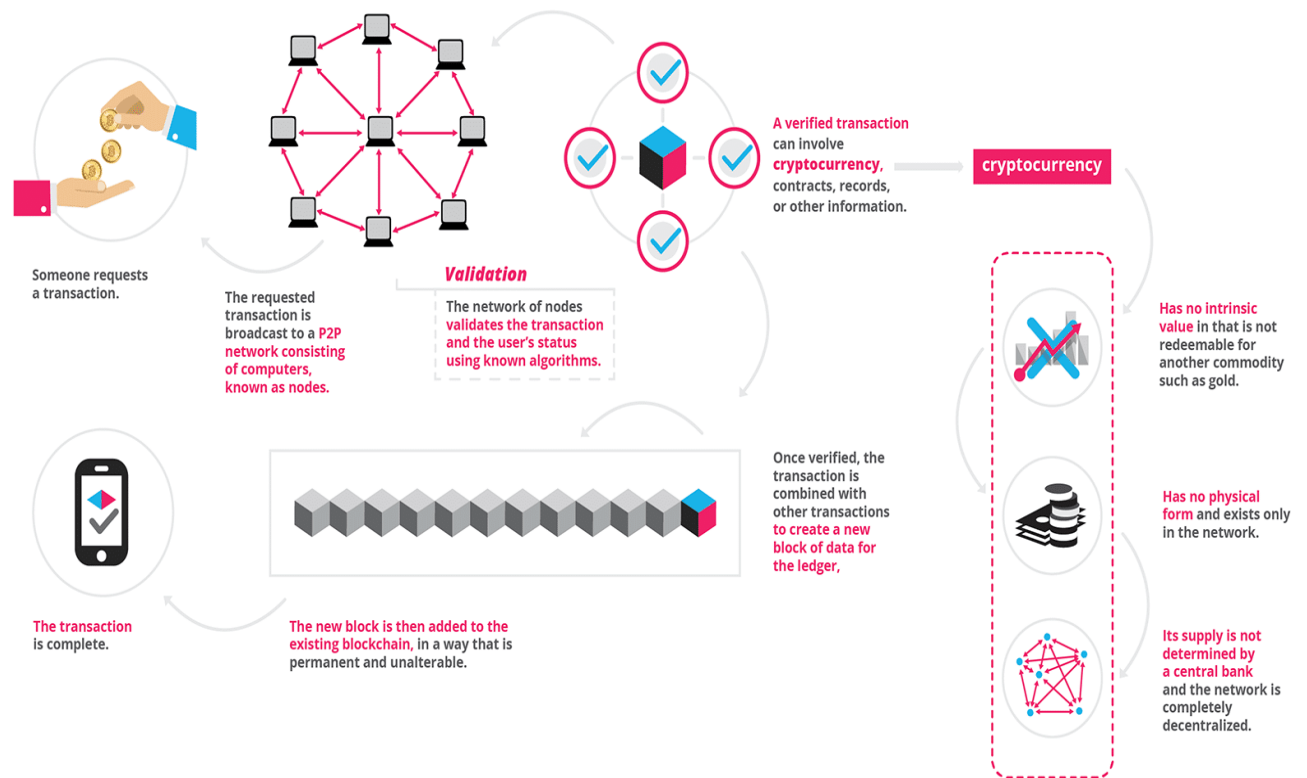 Someone requests
a transaction.
The requested
transaction is
broadcast to a P2P
network consisting
of computers,
known as nodes.
Validation
The network of nodes
validates the transaction
and the user's status
using known algorithms.
A verified transaction
can involve
cryptocurrency,
contracts, records,
or other information.
cryptocurrency
Has no intrinsic
value in that is not
redeemable for
another commodity
such as gold.
Has no physical
form and exists only
in the network.
Its supply is not
determined by
a central bank
and the network is
completely
decentralized.
Once verified, the
transaction is
combined with
other transactions
to create a new
block of data for
the ledger,
The new block is then added to the
existing blockchain, in a way that is
permanent and unalterable.
The transaction
is complete.